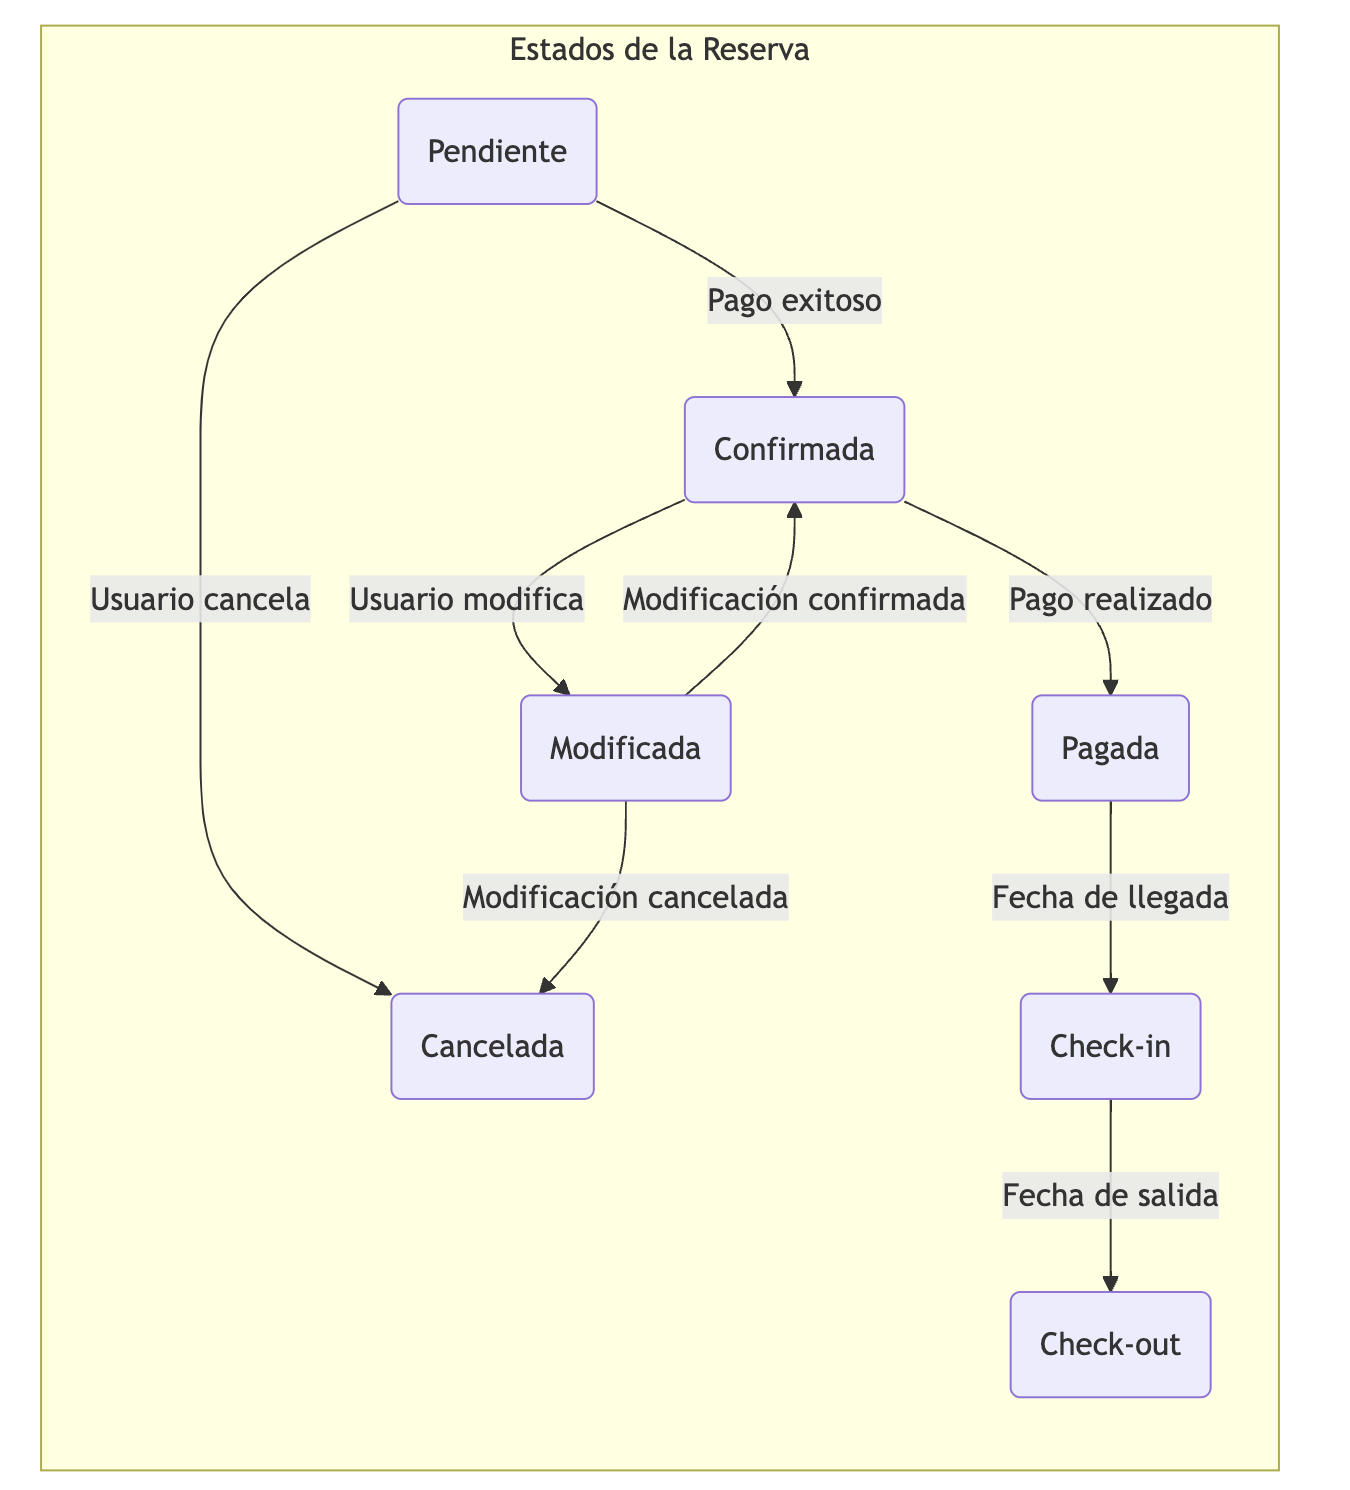 Estados de la Reserva
Pendiente
Pago exitoso
Confirmada
Usuario cancela
Usuario modifica
Modificación confirmada
Pago realizado
Modificada
Pagada
Modificación cancelada
Fecha de llegada
Cancelada
Check-in
Fecha de salida
Check-out